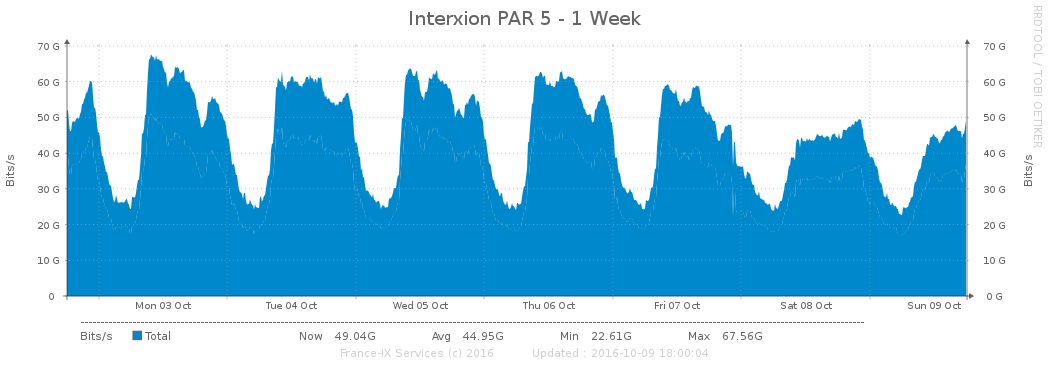 Interxion PAR 5 - 1 Week
RRDTOOL / TOBI OETIKER
70 G 70 G
60 G 60 G
50 G 50 G
40 G 40 G
30 G 30 G
20 G 20 G
10 G 10 G
0 0 G
Bits/s
Bits/s
Mon 03 Oct Tue 04 Oct Wed 05 Oct Thu 06 Oct Fri 07 Oct Sat 08 Oct Sun 09 Oct
Bits/s Total Now 49.04G Avg 44.95G Min 22.61G Max 67.56G
France-IX Services (c) 2016 Updated : 2016-10-09 18:00:04